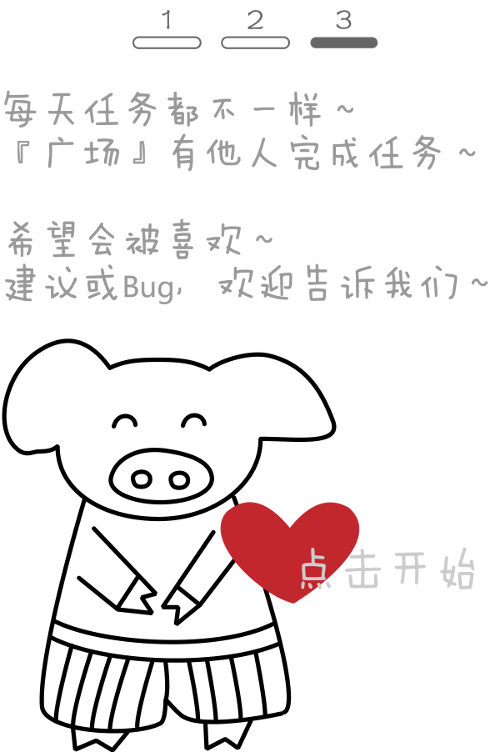 1 2 3
每天任务都不一样~
『广场』有他人完成任务~
希望会被喜欢~
建议或Bug, 欢迎告诉我们~
点击开始